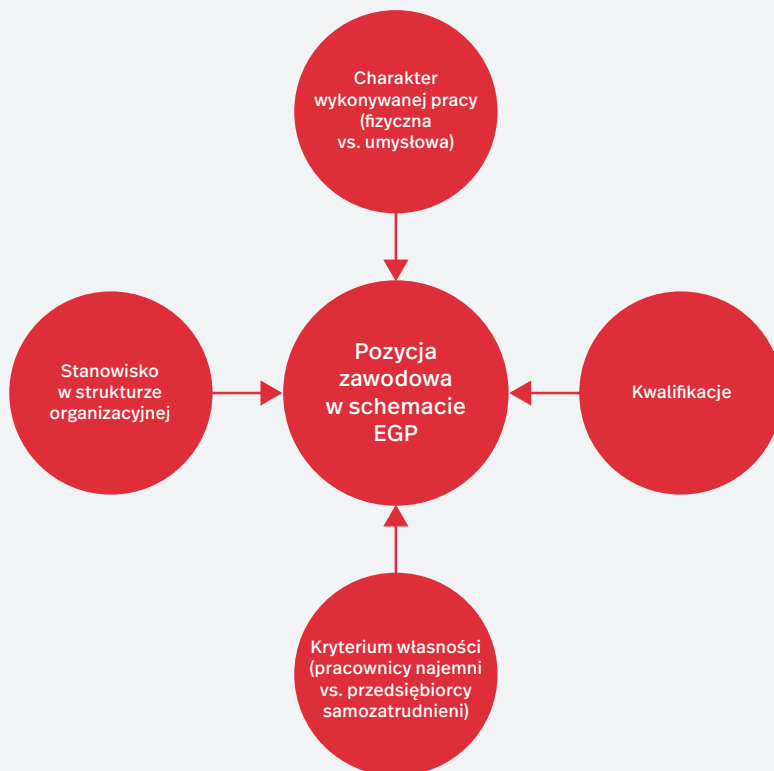 Charakter
wykonywanej pracy
(fizyczna
vs. umysłowa)
Stanowisko
w strukturze
organizacyjnej
Pozycja
zawodowa
w schemacie
EGP
Kwalifikacje
Kryterium własności
(pracownicy najemni
vs. przedsiębiorcy
samozatrudnieni)